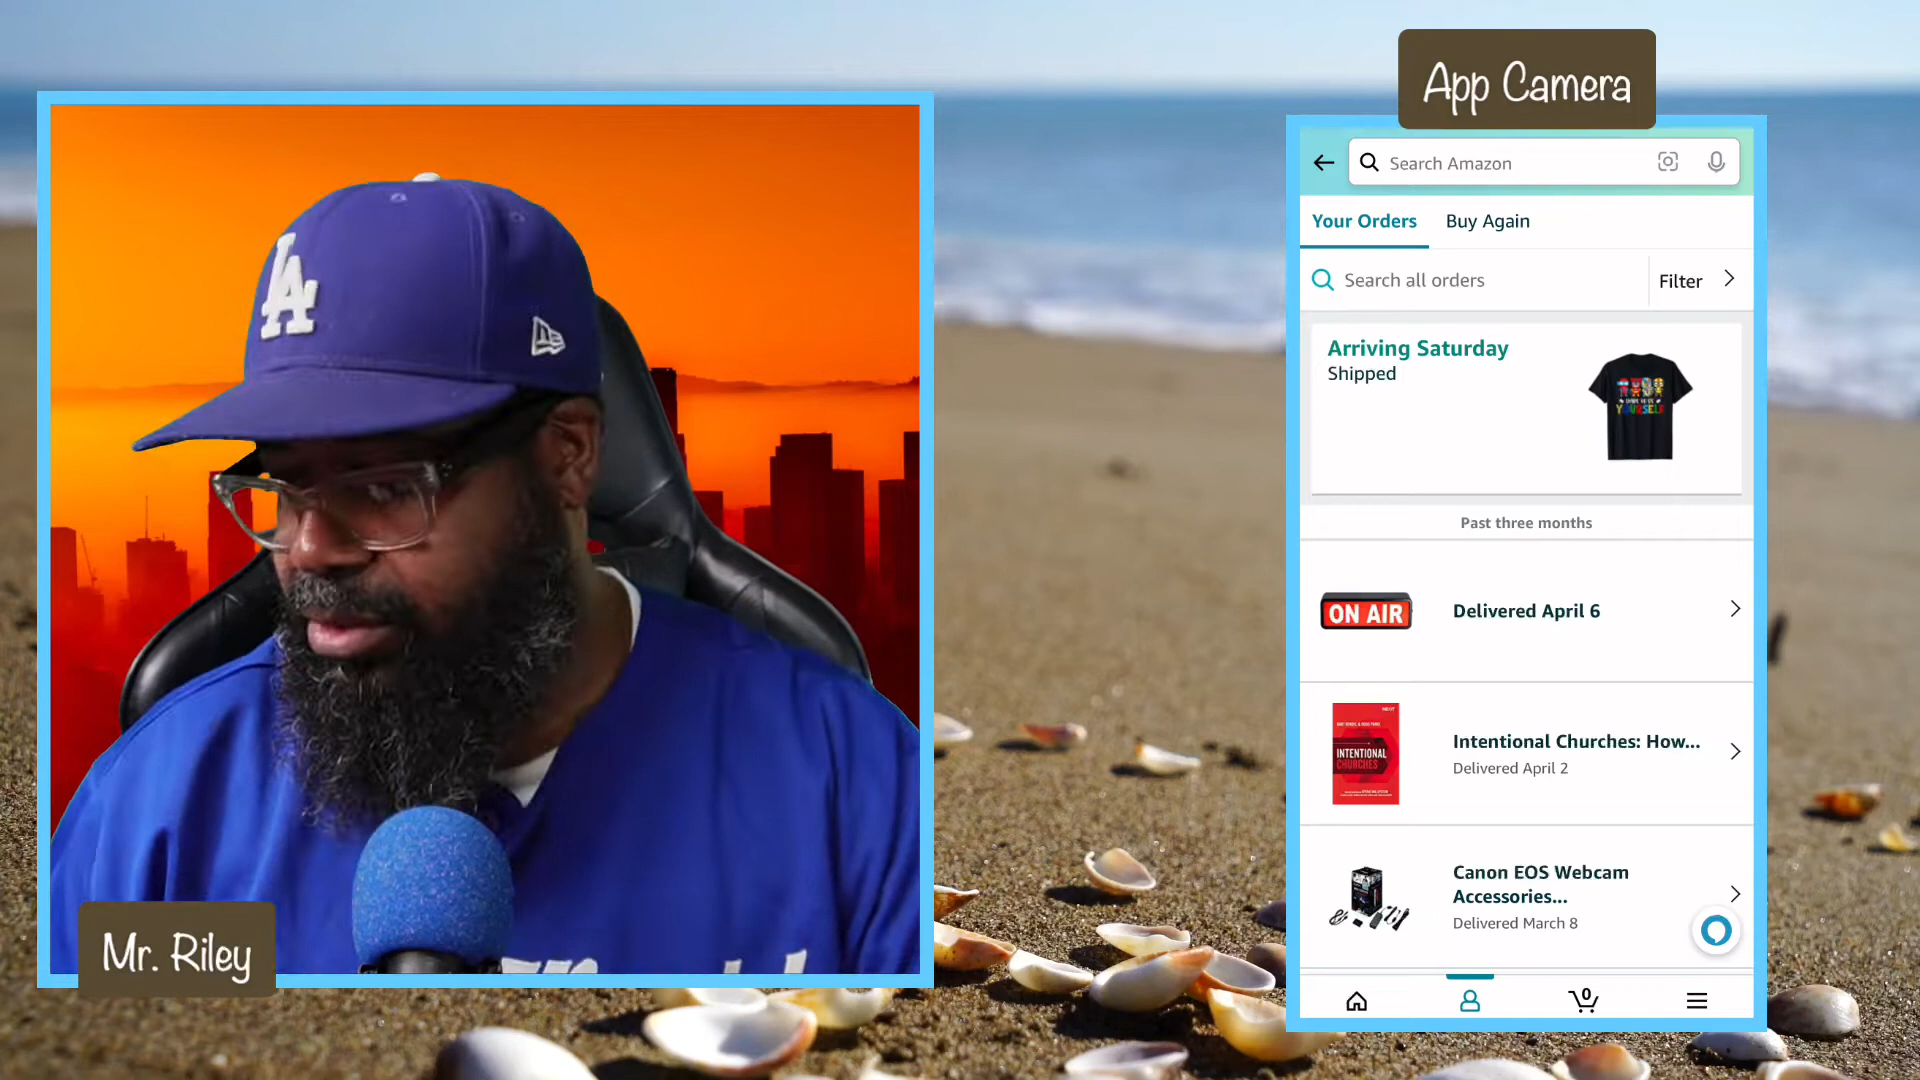 App Camera
Search Amazon
Your Orders Buy Again
Search all orders
Filter
Arriving Saturday
Shipped
YOURSELF
Past three months
ON AIR
Delivered April 6
NEXT
INTENTIONAL
CHURCHES
Intentional Churches: How...
Delivered April 2
Canon EOS Webcam
Accessories...
Delivered March 8
0
LA
Mr. Riley